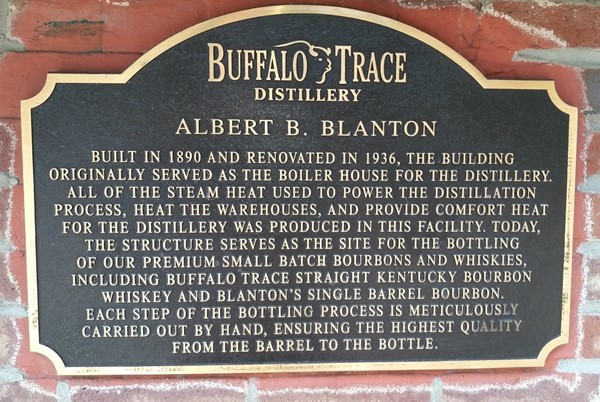 BUFFALO TRACE
DISTILLERY
ALBERT B. BLANTON
BUILT IN 1890 AND RENOVATED IN 1936, THE BUILDING
ORIGINALLY SERVED AS THE BOILER HOUSE FOR THE DISTILLERY.
ALL OF THE STEAM HEAT USED TO POWER THE DISTILLATION
PROCESS, HEAT THE WAREHOUSES, AND PROVIDE COMFORT HEAT
FOR THE DISTILLERY WAS PRODUCED IN THIS FACILITY. TODAY,
THE STRUCTURE SERVES AS THE SITE FOR THE BOTTLING
OF OUR PREMIUM SMALL BATCH BOURBONS AND WHISKIES,
INCLUDING BUFFALO TRACE STRAIGHT KENTUCKY BOURBON
WHISKEY AND BLANTON'S SINGLE BARREL BOURBON.
EACH STEP OF THE BOTTLING PROCESS IS METICULOUSLY
CARRIED OUT BY HAND, ENSURING THE HIGHEST QUALITY
FROM THE BARREL TO THE BOTTLE.